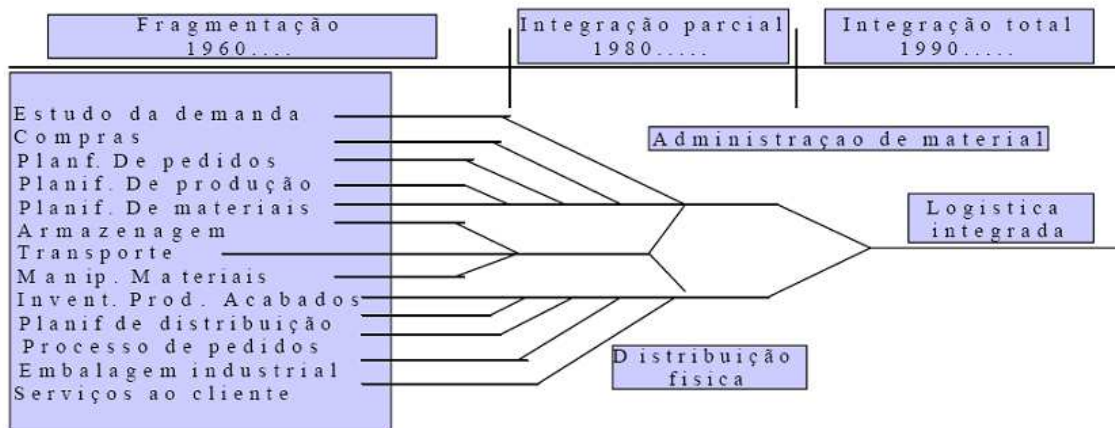 Fragmentação
1960....
Integração parcial
1980.....
Integração total
1990.....
Estudo da demanda
Compras
Planf. De pedidos
Planif. De produção
Planif. De materiais
Armazenagem
Transporte
Manip. Materiais
Invent. Prod. Acabados
Planif de distribuição
Processo de pedidos
Embalagem industrial
Serviços ao cliente
Administraçao de material
Logistica
integrada
Distribuição
fisica